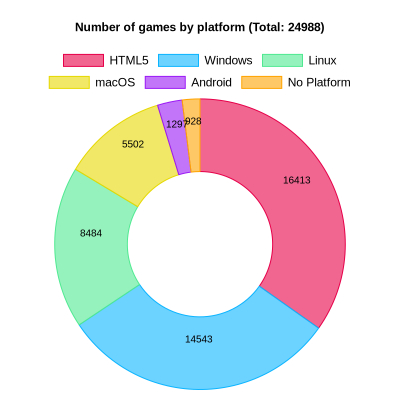 Number of games by platform (Total: 24988)
HTML5 Windows Linux
macOS Android No Platform
1297 928
5502
16413
8484
14543